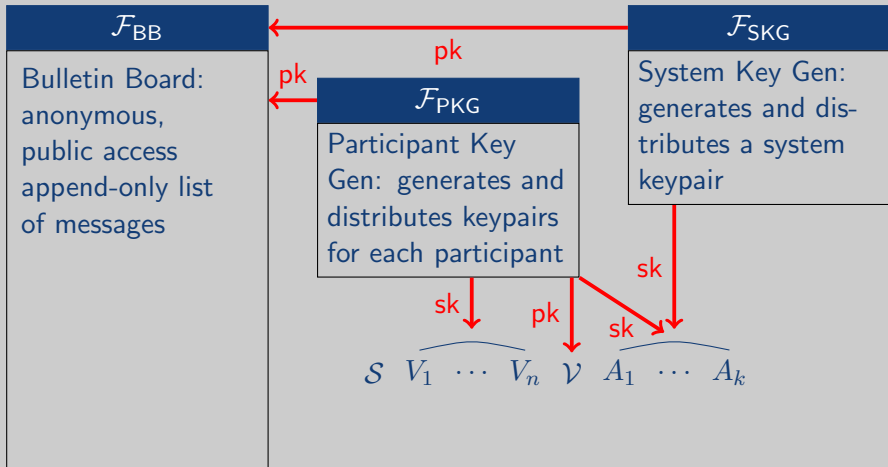 F_BB
Bulletin Board:
anonymous,
public access
append-only list
of messages
pk
pk
F_PKG
Participant Key
Gen: generates and
distributes keypairs
for each participant
F_SKG
System Key Gen:
generates and dis-
tributes a system
keypair
sk
pk
sk
sk
S V_1 ⋯ V_n V A_1 ⋯ A_k